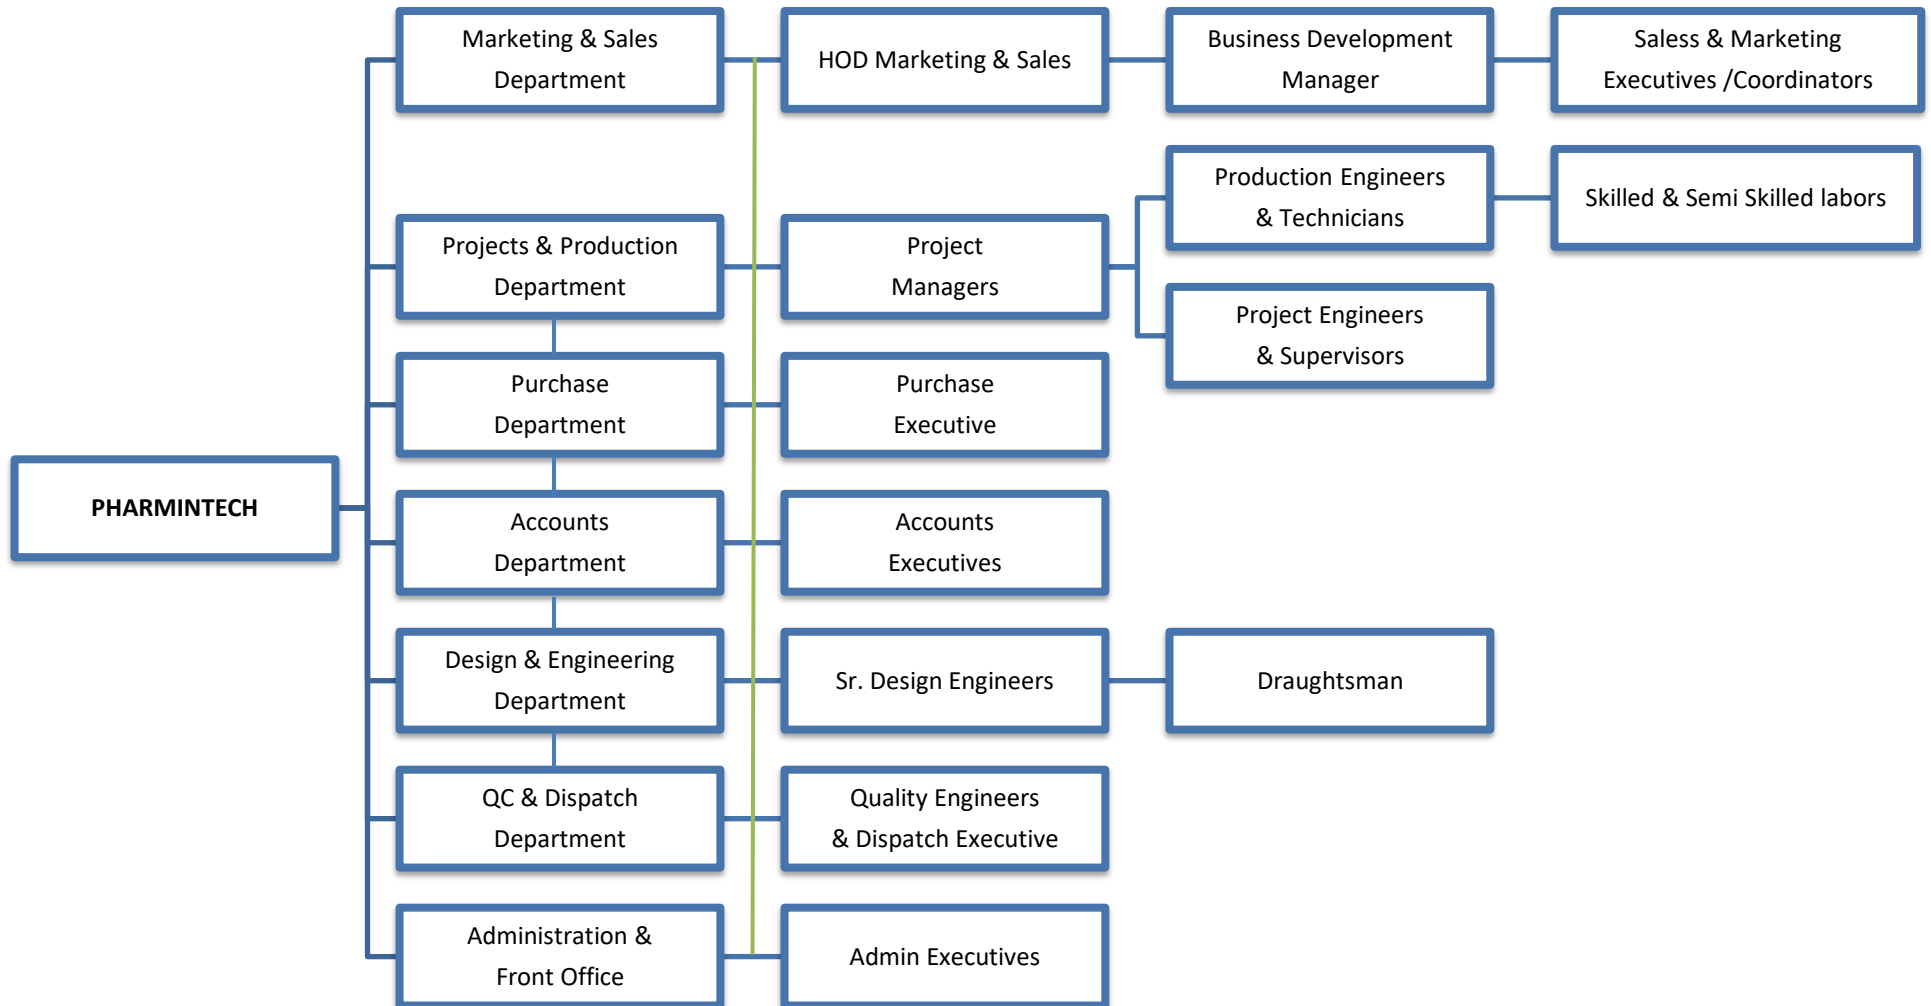 Marketing & Sales
Department
HOD Marketing & Sales
Business Development
Manager
Saless & Marketing
Executives /Coordinators
Projects & Production
Department
Project
Managers
Production Engineers
& Technicians
Skilled & Semi Skilled labors
Project Engineers
& Supervisors
Purchase
Department
Purchase
Executive
PHARMINTECH
Accounts
Department
Accounts
Executives
Design & Engineering
Department
Sr. Design Engineers
Draughtsman
QC & Dispatch
Department
Quality Engineers
& Dispatch Executive
Administration &
Front Office
Admin Executives